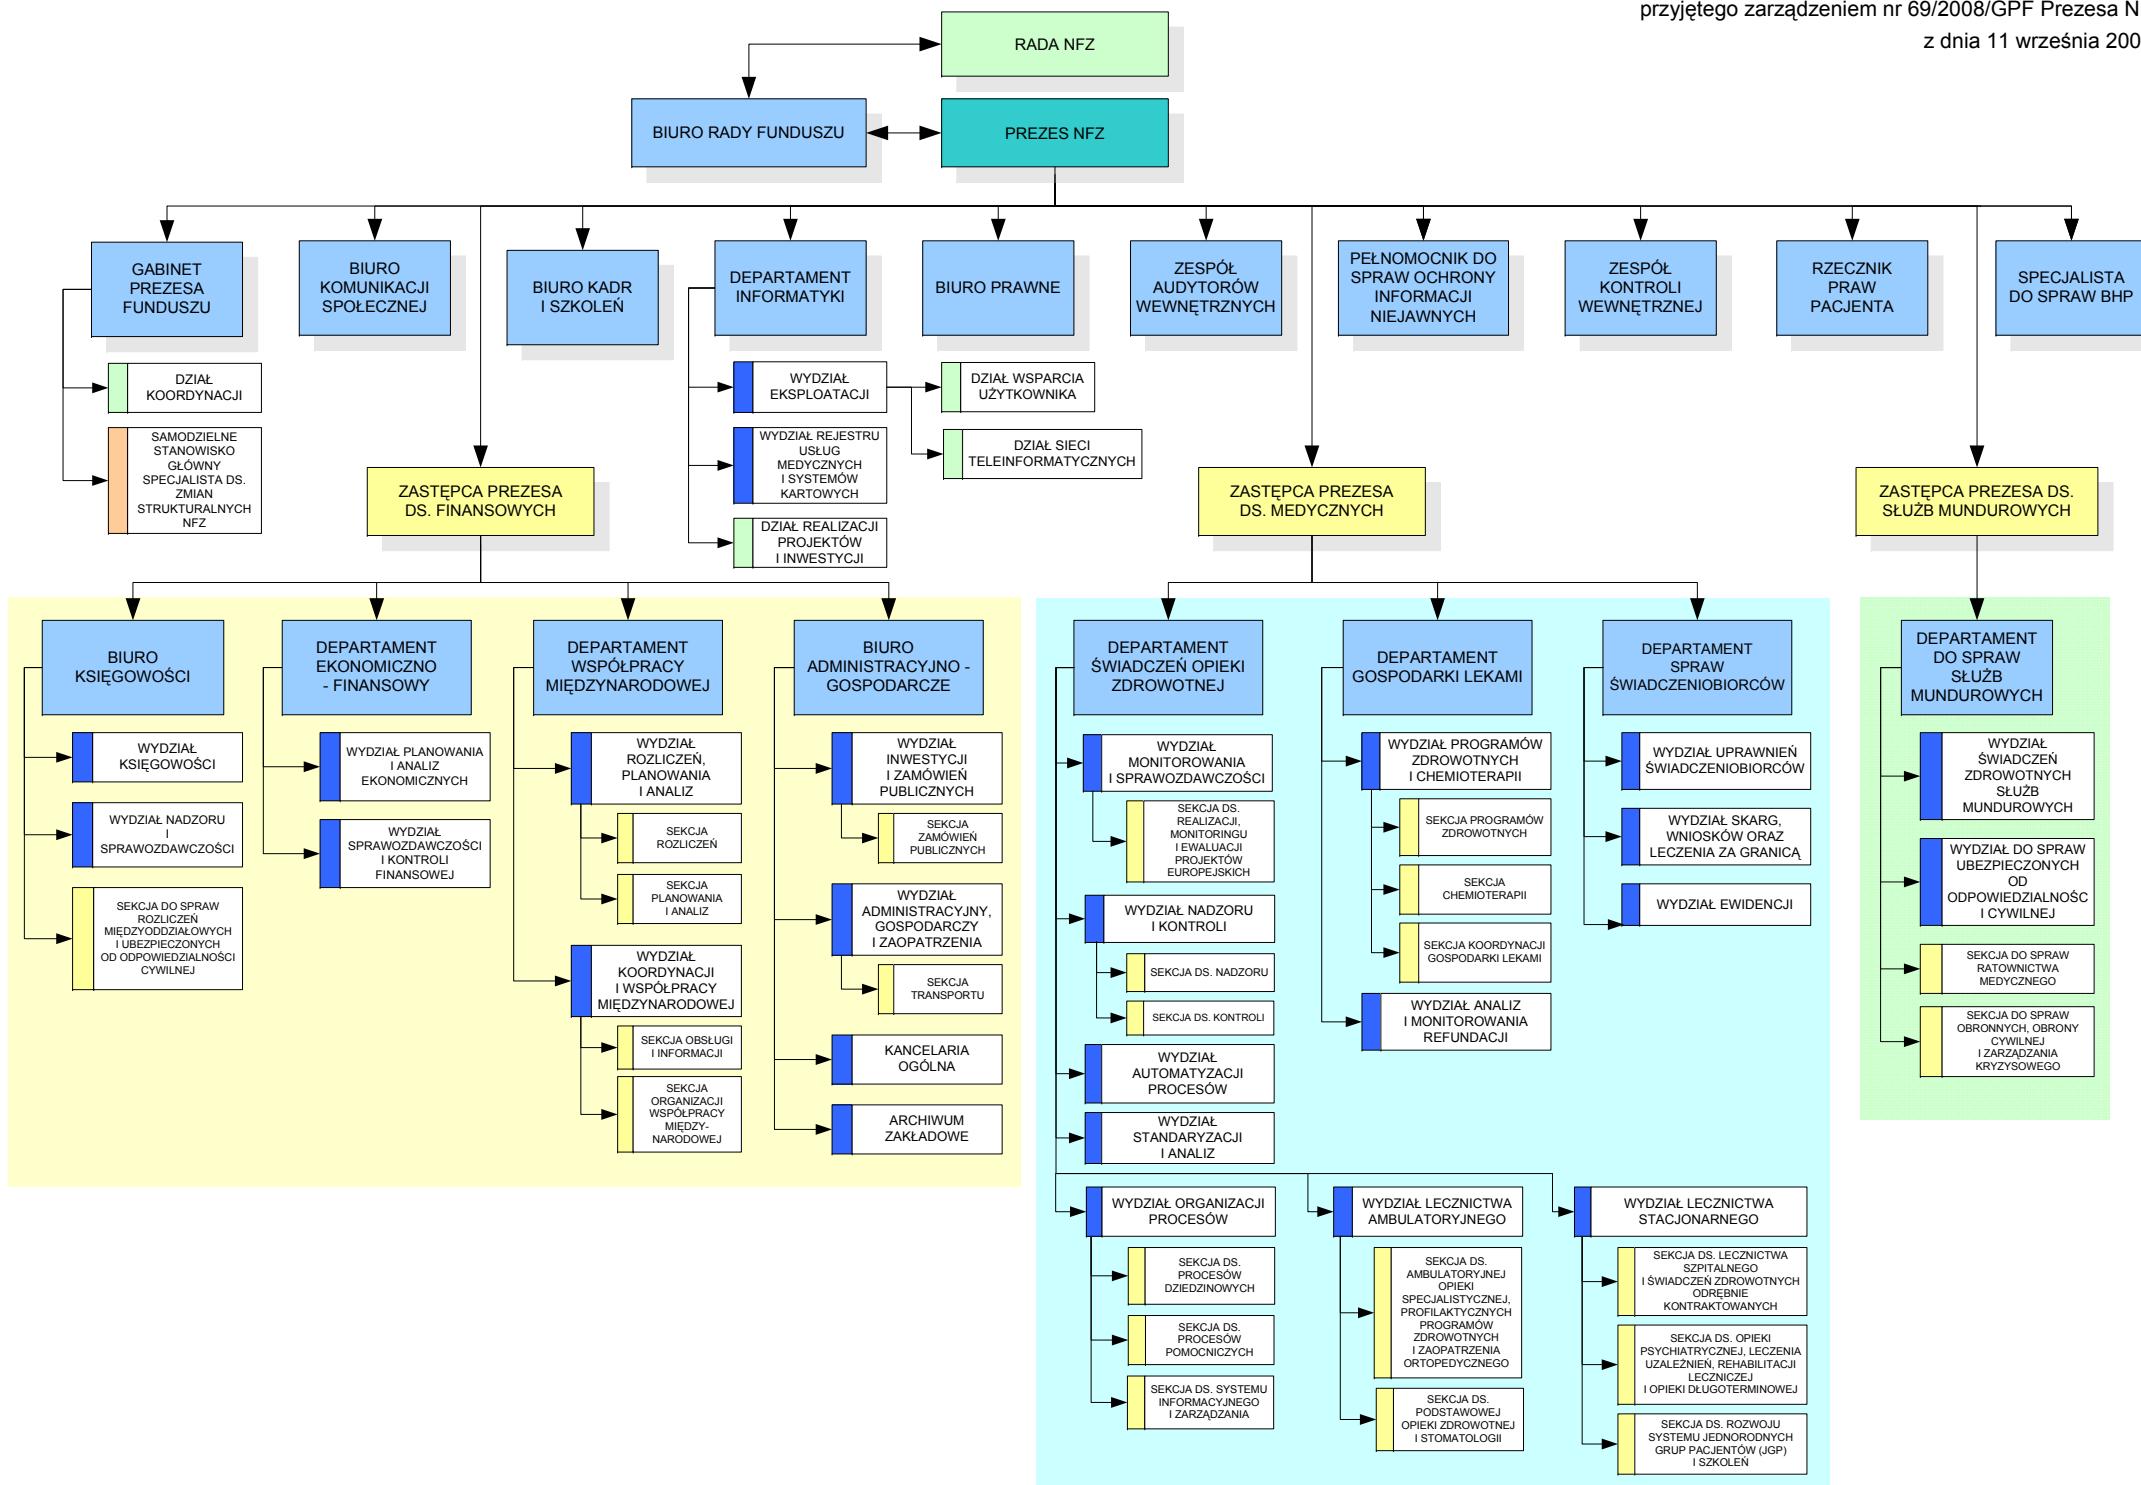 przyjętego zarządzeniem nr 69/2008/GPF Prezesa N
z dnia 11 września 200
RADA NFZ
BIURO RADY FUNDUSZU
PREZES NFZ
GABINET
PREZESA
FUNDUSZU
BIURO
KOMUNIKACJI
SPOŁECZNEJ
BIURO KADR
I SZKOLEŃ
DEPARTAMENT
INFORMATYKI
BIURO PRAWNE
ZESPÓŁ
AUDYTORÓW
WEWNĘTRZNYCH
PEŁNOMOCNIK DO
SPRAW OCHRONY
INFORMACJI
NIEJAWNYCH
ZESPÓŁ
KONTROLI
WEWNĘTRZNEJ
RZECZNIK
PRAW
PACJENTA
SPECJALISTA
DO SPRAW BHP
DZIAŁ
KOORDYNACJI
SAMODZIELNE
STANOWISKO
GŁÓWNY
SPECJALISTA DS.
ZMIAN
STRUKTURALNYCH
NFZ
WYDZIAŁ
EKSPLOATACJI
DZIAŁ WSPARCIA
UŻYTKOWNIKA
DZIAŁ SIECI
TELEINFORMATYCZNYCH
WYDZIAŁ REJESTRU
USŁUG
MEDYCZNYCH
I SYSTEMÓW
KARTOWYCH
DZIAŁ REALIZACJI
PROJEKTÓW
I INWESTYCJI
ZASTĘPCA PREZESA
DS. FINANSOWYCH
ZASTĘPCA PREZESA
DS. MEDYCZNYCH
ZASTĘPCA PREZESA DS.
SŁUŻB MUNDUROWYCH
BIURO
KSIĘGOWOŚCI
WYDZIAŁ
KSIĘGOWOŚCI
WYDZIAŁ NADZORU
I
SPRAWOZDAWCZOŚCI
SEKCJA DO SPRAW
ROZLICZEŃ
MIĘDZYODDZIAŁOWYCH
I UBEZPIECZONYCH
OD ODPOWIEDZIALNOŚCI
CYWILNEJ
DEPARTAMENT
EKONOMICZNO
- FINANSOWY
WYDZIAŁ PLANOWANIA
I ANALIZ
EKONOMICZNYCH
WYDZIAŁ
SPRAWOZDAWCZOŚCI
I KONTROLI
FINANSOWEJ
DEPARTAMENT
WSPÓŁPRACY
MIĘDZYNARODOWEJ
WYDZIAŁ
ROZLICZEŃ,
PLANOWANIA
I ANALIZ
SEKCJA
ROZLICZEŃ
SEKCJA
PLANOWANIA
I ANALIZ
WYDZIAŁ
KOORDYNACJI
I WSPÓŁPRACY
MIĘDZYNARODOWEJ
SEKCJA OBSŁUGI
I INFORMACJI
SEKCJA
ORGANIZACJI
WSPÓŁPRACY
MIĘDZY-
NARODOWEJ
BIURO
ADMINISTRACYJNO -
GOSPODARCZE
WYDZIAŁ
INWESTYCJI
I ZAMÓWIEŃ
PUBLICZNYCH
SEKCJA
ZAMÓWIEŃ
PUBLICZNYCH
WYDZIAŁ
ADMINISTRACYJNY,
GOSPODARCZY
I ZAOPATRZENIA
SEKCJA
TRANSPORTU
KANCELARIA
OGÓLNA
ARCHIWUM
ZAKŁADOWE
DEPARTAMENT
ŚWIADCZEŃ OPIEKI
ZDROWOTNEJ
WYDZIAŁ
MONITOROWANIA
I SPRAWOZDAWCZOŚCI
SEKCJA DS.
REALIZACJI,
MONITORINGU
I EWALUACJI
PROJEKTÓW
EUROPEJSKICH
WYDZIAŁ NADZORU
I KONTROLI
SEKCJA DS. NADZORU
SEKCJA DS. KONTROLI
WYDZIAŁ
AUTOMATYZACJI
PROCESÓW
WYDZIAŁ
STANDARYZACJI
I ANALIZ
DEPARTAMENT
GOSPODARKI LEKAMI
WYDZIAŁ PROGRAMÓW
ZDROWOTNYCH
I CHEMIOTERAPII
SEKCJA PROGRAMÓW
ZDROWOTNYCH
SEKCJA
CHEMIOTERAPII
SEKCJA KOORDYNACJI
GOSPODARKI LEKAMI
WYDZIAŁ ANALIZ
I MONITOROWANIA
REFUNDACJI
DEPARTAMENT
SPRAW
ŚWIADCZENIOBIORCÓW
WYDZIAŁ UPRAWNIEŃ
ŚWIADCZENIOBIORCÓW
WYDZIAŁ SKARG,
WNIOSKÓW ORAZ
LECZENIA ZA GRANICĄ
WYDZIAŁ EWIDENCJI
WYDZIAŁ ORGANIZACJI
PROCESÓW
SEKCJA DS.
PROCESÓW
DZIEDZINOWYCH
SEKCJA DS.
PROCESÓW
POMOCNICZYCH
SEKCJA DS. SYSTEMU
INFORMACYJNEGO
I ZARZĄDZANIA
WYDZIAŁ LECZNICTWA
AMBULATORYJNEGO
SEKCJA DS.
AMBULATORYJNEJ
OPIEKI
SPECJALISTYCZNEJ,
PROFILAKTYCZNYCH
PROGRAMÓW
ZDROWOTNYCH
I ZAOPATRZENIA
ORTOPEDYCZNEGO
SEKCJA DS.
PODSTAWOWEJ
OPIEKI ZDROWOTNEJ
I STOMATOLOGII
WYDZIAŁ LECZNICTWA
STACJONARNEGO
SEKCJA DS. LECZNICTWA
SZPITALNEGO
I ŚWIADCZEŃ ZDROWOTNYCH
ODRĘBNIE
KONTRAKTOWANYCH
SEKCJA DS. OPIEKI
PSYCHIATRYCZNEJ, LECZENIA
UZALEŻNIEŃ, REHABILITACJI
LECZNICZEJ
I OPIEKI DŁUGOTERMINOWEJ
SEKCJA DS. ROZWOJU
SYSTEMU JEDNORODNYCH
GRUP PACJENTÓW (JGP)
I SZKOLEŃ
DEPARTAMENT
DO SPRAW
SŁUŻB
MUNDUROWYCH
WYDZIAŁ
ŚWIADCZEŃ
ZDROWOTNYCH
SŁUŻB
MUNDUROWYCH
WYDZIAŁ DO SPRAW
UBEZPIECZONYCH
OD
ODPOWIEDZIALNOŚC
I CYWILNEJ
SEKCJA DO SPRAW
RATOWNICTWA
MEDYCZNEGO
SEKCJA DO SPRAW
OBRONNYCH, OBRONY
CYWILNEJ
I ZARZĄDZANIA
KRYZYSOWEGO